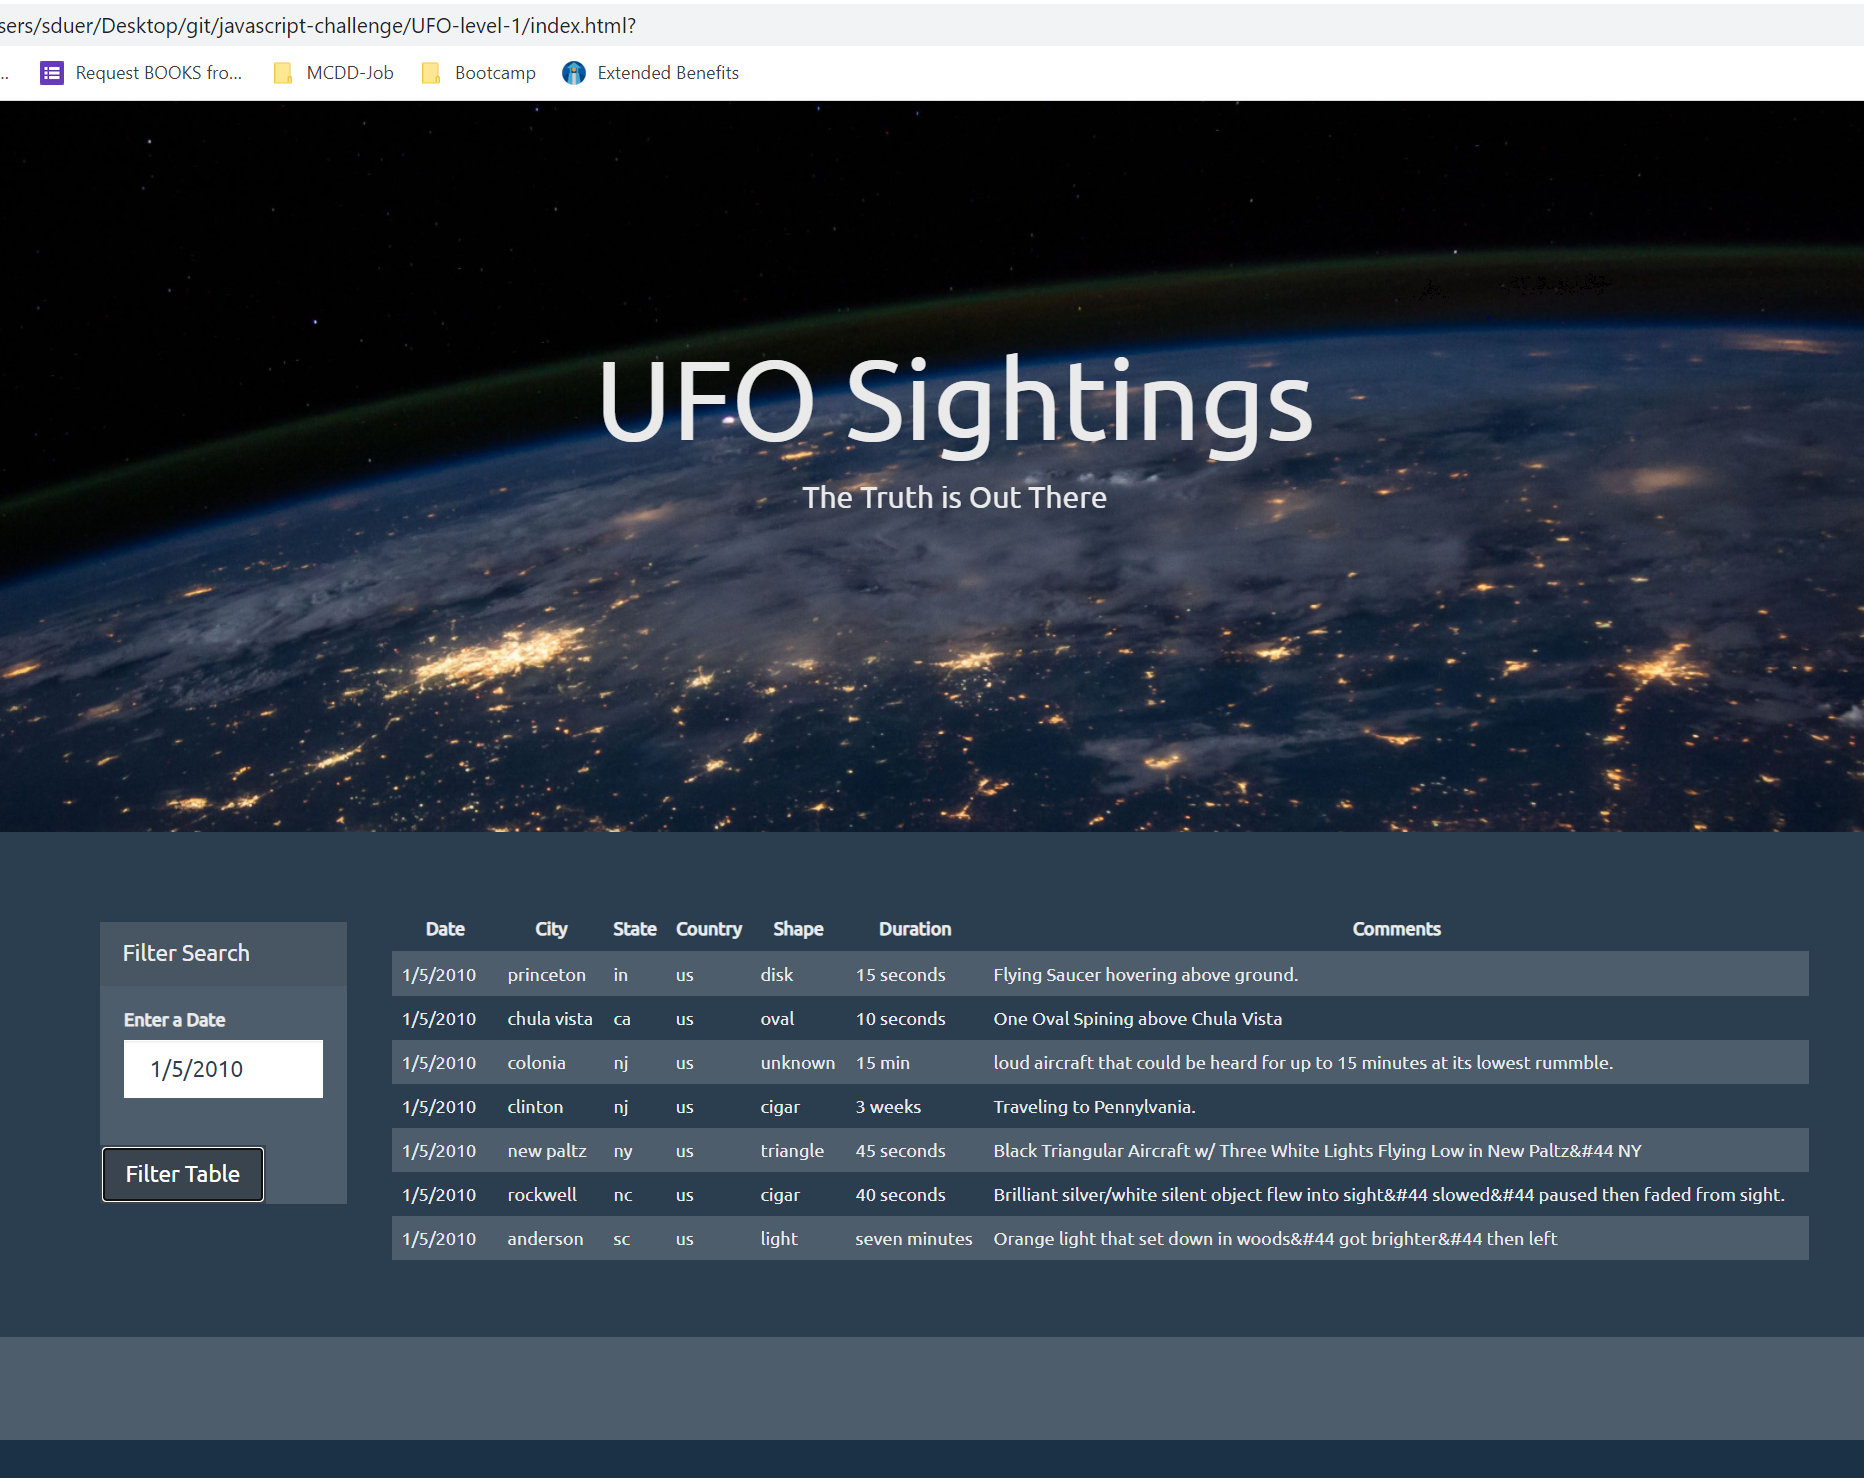 sers/sduer/Desktop/git/javascript-challenge/UFO-level-1/index.html?
... Request BOOKS fro... MCDD-Job Bootcamp Extended Benefits
UFO Sightings
The Truth is Out There
Filter Search
Enter a Date
1/5/2010
Filter Table
Date City State Country Shape Duration Comments
1/5/2010 princeton in us disk 15 seconds Flying Saucer hovering above ground.
1/5/2010 chula vista ca us oval 10 seconds One Oval Spining above Chula Vista
1/5/2010 colonia nj us unknown 15 min loud aircraft that could be heard for up to 15 minutes at its lowest rummble.
1/5/2010 clinton nj us cigar 3 weeks Traveling to Pennylvania.
1/5/2010 new paltz ny us triangle 45 seconds Black Triangular Aircraft w/ Three White Lights Flying Low in New Paltz&#44 NY
1/5/2010 rockwell nc us cigar 40 seconds Brilliant silver/white silent object flew into sight&#44 slowed&#44 paused then faded from sight.
1/5/2010 anderson sc us light seven minutes Orange light that set down in woods&#44 got brighter&#44 then left